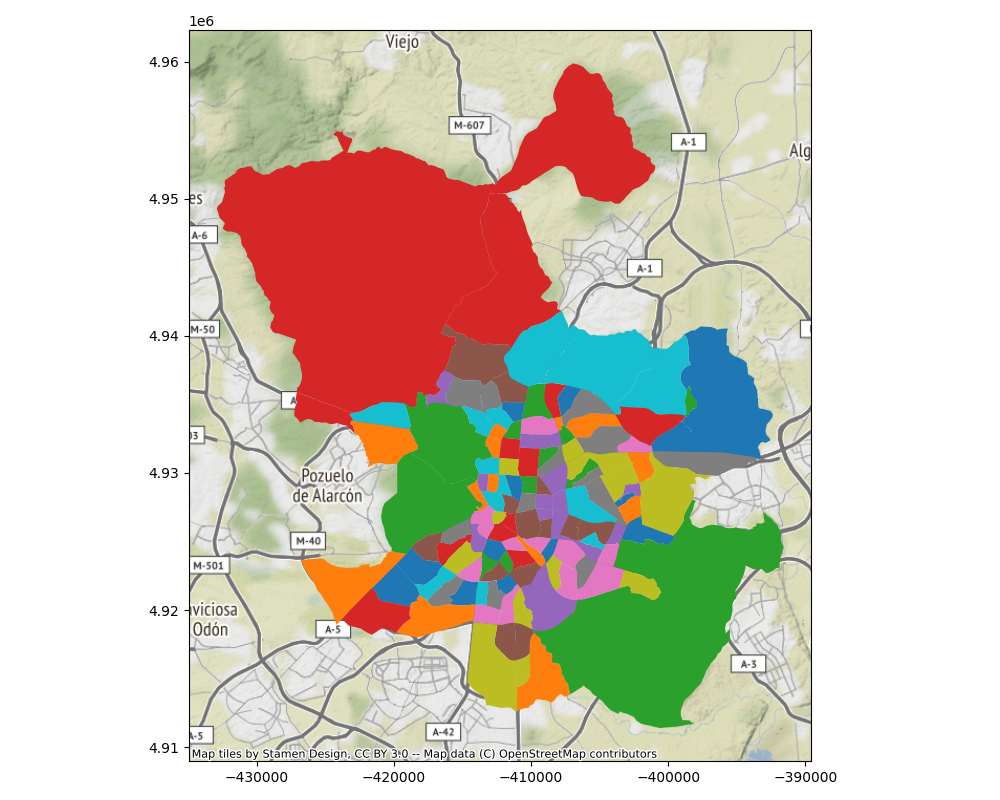 1e6
Viejo
4.96
M-607
A-1
4.95
es
A-6
A-1
M-50
4.94
A
03
4.93
Pozuelo
de Alarcón
M-40
M-501
4.92
viciosa
Odón
A-5
A-3
A-42
A-5
4.91
Map tiles by Stamen Design, CC BY 3.0 -- Map data (C) OpenStreetMap contributors
−430000 −420000 −410000 −400000 −390000